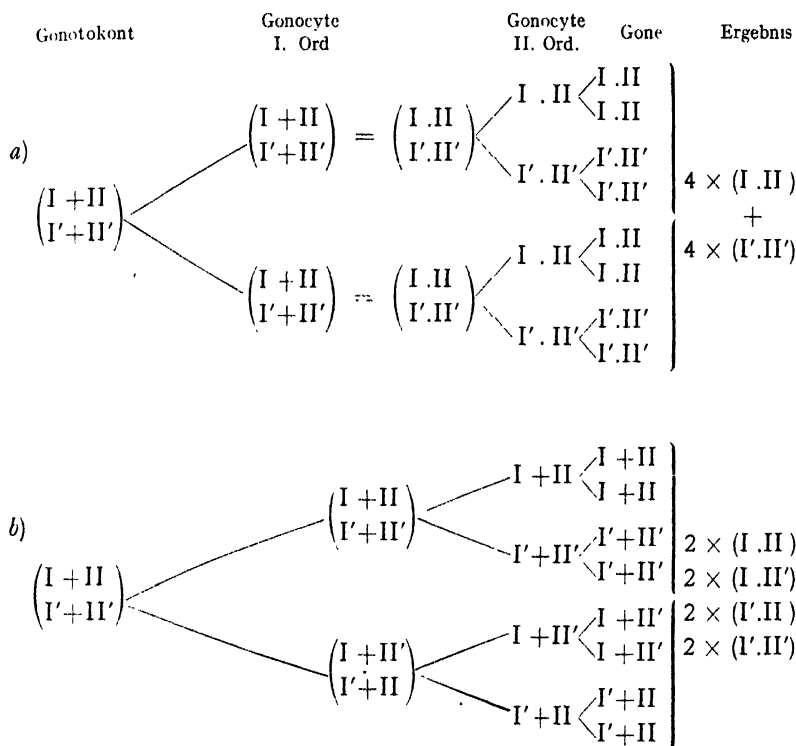 Gonotokont Gonocyte I. Ord Gonocyte II. Ord. Gone Ergebnis
a)
(I + II
I' + II')
(I + II
I' + II') = (I . II
I'. II')
I . II
I . II
I . II
I'. II'
I'. II'
I'. II'
(I + II
I' + II') = (I . II
I'. II')
I . II
I . II
I . II
I'. II'
I'. II'
I'. II'
4 × (I . II)
+
4 × (I'. II')
b)
(I + II
I' + II')
(I + II
I' + II')
I + II
I + II
I + II
I' + II'
I' + II'
I' + II'
(I + II'
I' + II)
I + II'
I + II'
I + II'
I' + II
I' + II
I' + II
2 × (I . II)
2 × (I . II')
2 × (I'. II)
2 × (I'. II')